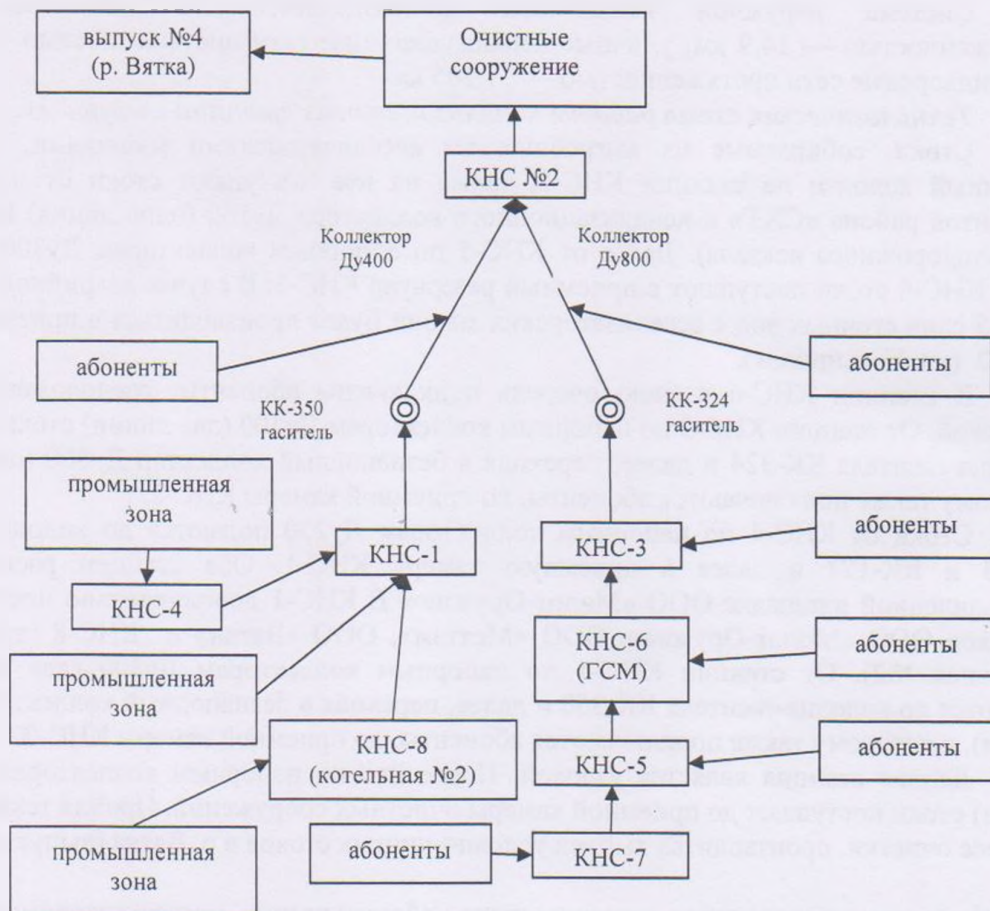 выпуск №4
(р. Вятка)
Очистные
сооружение
КНС №2
Коллектор
Ду400
Коллектор
Ду800
абоненты
абоненты
КК-350
гаситель
КК-324
гаситель
промышленная
зона
КНС-1
КНС-3
абоненты
КНС-4
КНС-6
(ГСМ)
абоненты
промышленная
зона
КНС-8
(котельная №2)
КНС-5
абоненты
промышленная
зона
абоненты
КНС-7